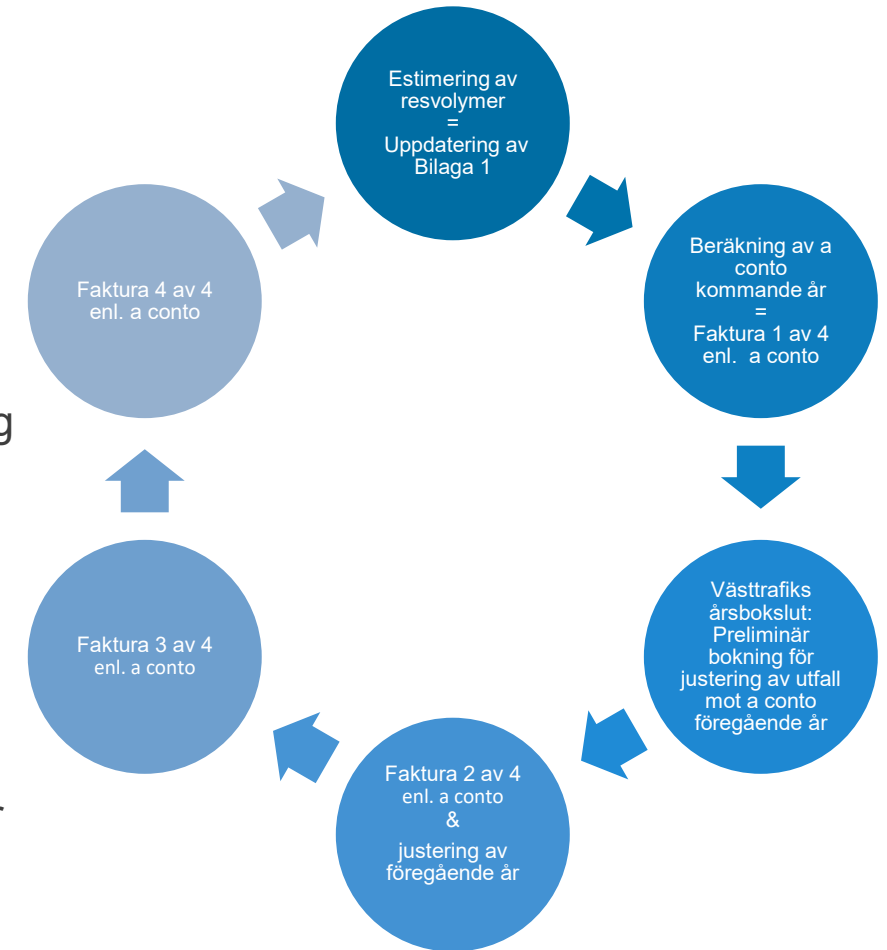 Estimering av
resvolymer
=
Uppdatering av
Bilaga 1
Beräkning av a
conto
kommande år
=
Faktura 1 av 4
enl. a conto
Västtrafiks
årsbokslut:
Preliminär
bokning för
justering av utfall
mot a conto
föregående år
Faktura 2 av 4
enl. a conto
&
justering av
föregående år
Faktura 3 av 4
enl. a conto
Faktura 4 av 4
enl. a conto
g